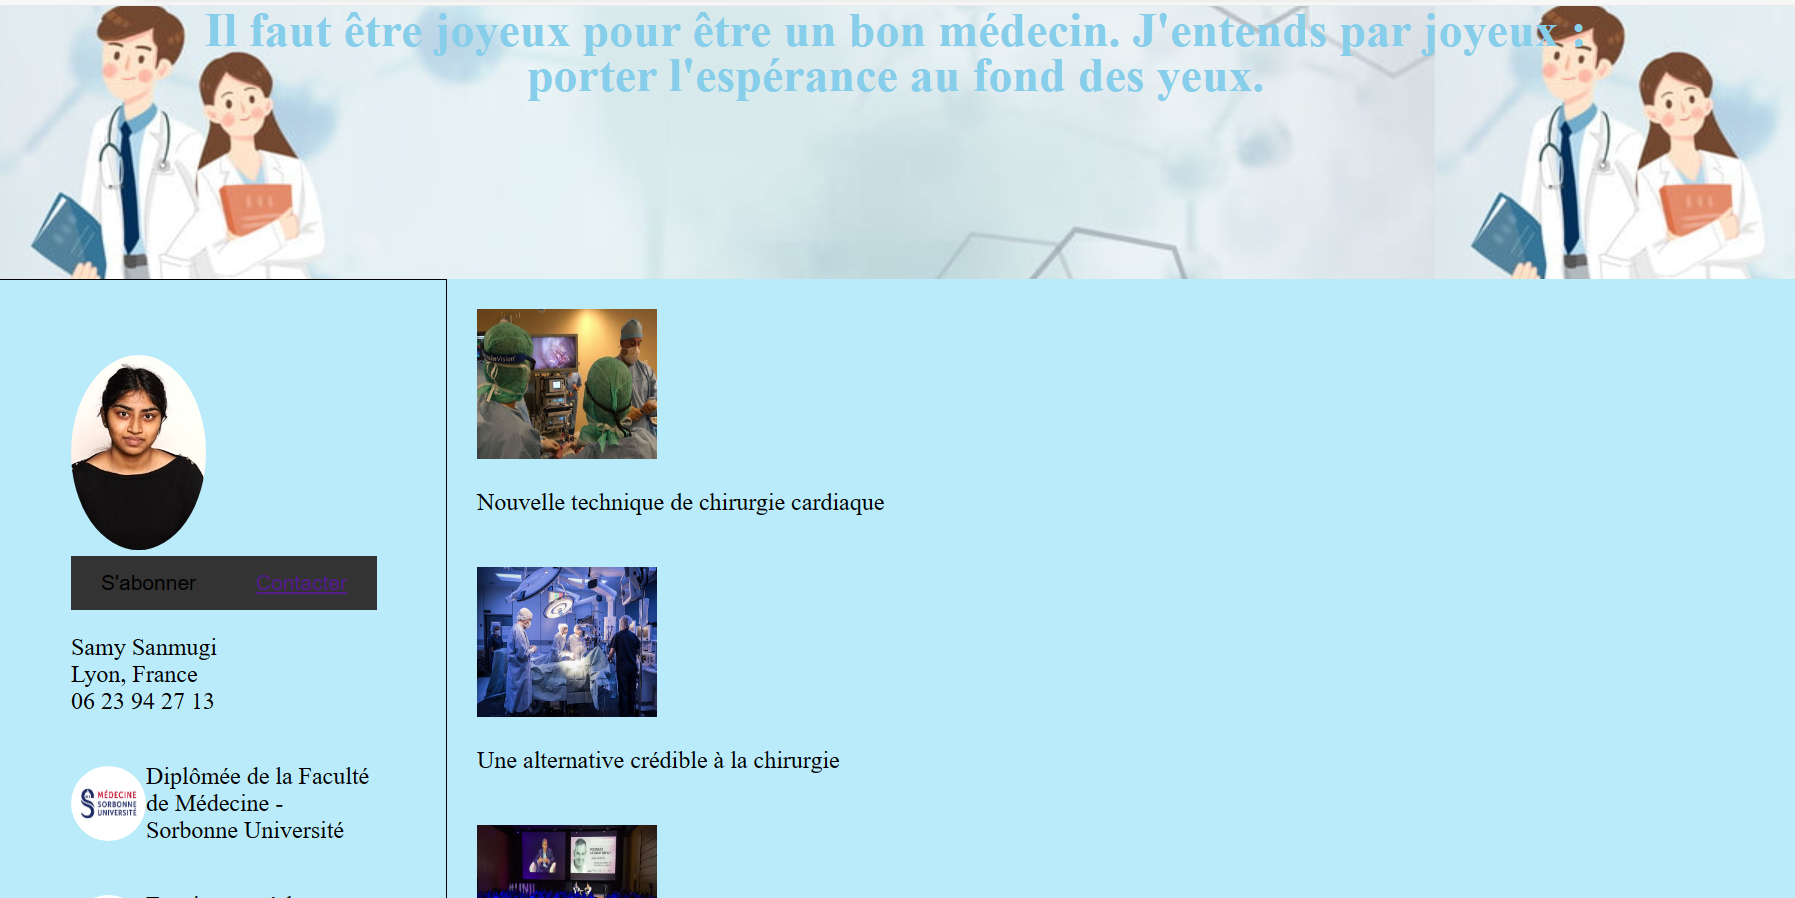 Il faut être joyeux pour être un bon médecin. J'entends par joyeux :
porter l'espérance au fond des yeux.
S'abonner
Contacter
Samy Sanmugi
Lyon, France
06 23 94 27 13
MÉDECINE
SORBONNE
UNIVERSITÉ
Diplômée de la Faculté
de Médecine -
Sorbonne Université
Nouvelle technique de chirurgie cardiaque
Une alternative crédible à la chirurgie